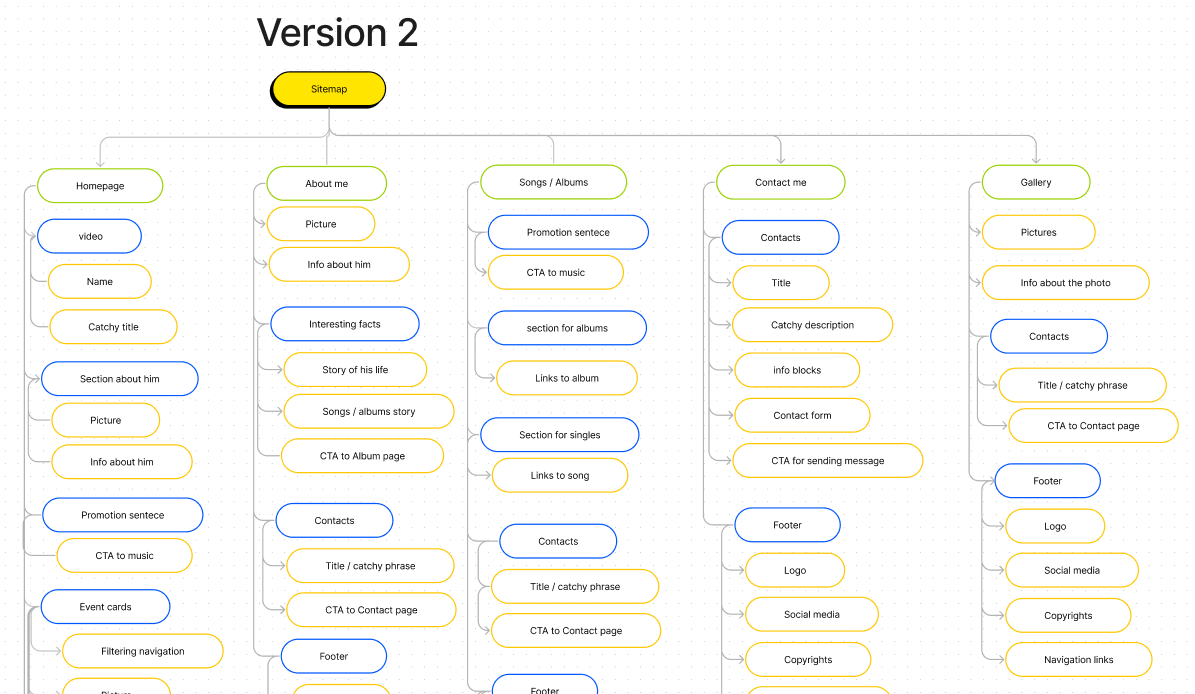 Version 2
Sitemap
Homepage
video
Name
Catchy title
Section about him
Picture
Info about him
Promotion sentece
CTA to music
Event cards
Filtering navigation
Picture
About me
Picture
Info about him
Interesting facts
Story of his life
Songs / albums story
CTA to Album page
Contacts
Title / catchy phrase
CTA to Contact page
Footer
Songs / Albums
Promotion sentece
CTA to music
section for albums
Links to album
Section for singles
Links to song
Contacts
Title / catchy phrase
CTA to Contact page
Footer
Contact me
Contacts
Title
Catchy description
info blocks
Contact form
CTA for sending message
Footer
Logo
Social media
Copyrights
Gallery
Pictures
Info about the photo
Contacts
Title / catchy phrase
CTA to Contact page
Footer
Logo
Social media
Copyrights
Navigation links